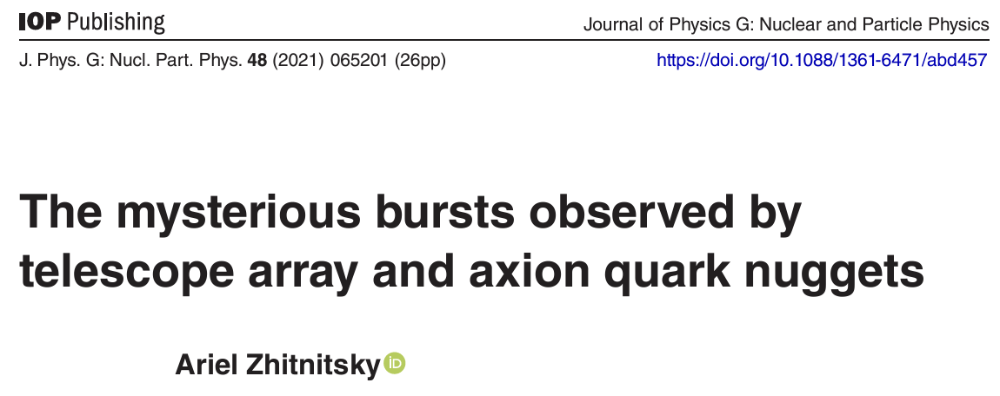 IOP Publishing
Journal of Physics G: Nuclear and Particle Physics
J. Phys. G: Nucl. Part. Phys. 48 (2021) 065201 (26pp)
https://doi.org/10.1088/1361-6471/abd457
The mysterious bursts observed by
telescope array and axion quark nuggets
Ariel Zhitnitsky iD